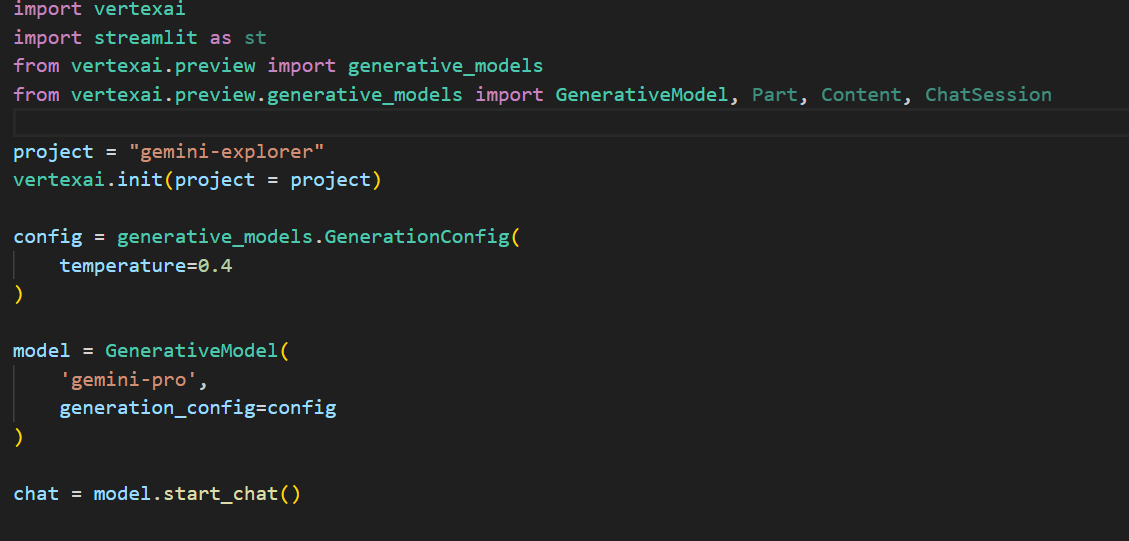 import vertexai
import streamlit as st
from vertexai.preview import generative_models
from vertexai.preview.generative_models import GenerativeModel, Part, Content, ChatSession
project = "gemini-explorer"
vertexai.init(project = project)
config = generative_models.GenerationConfig(
    temperature=0.4
)
model = GenerativeModel(
    'gemini-pro',
    generation_config=config
)
chat = model.start_chat()